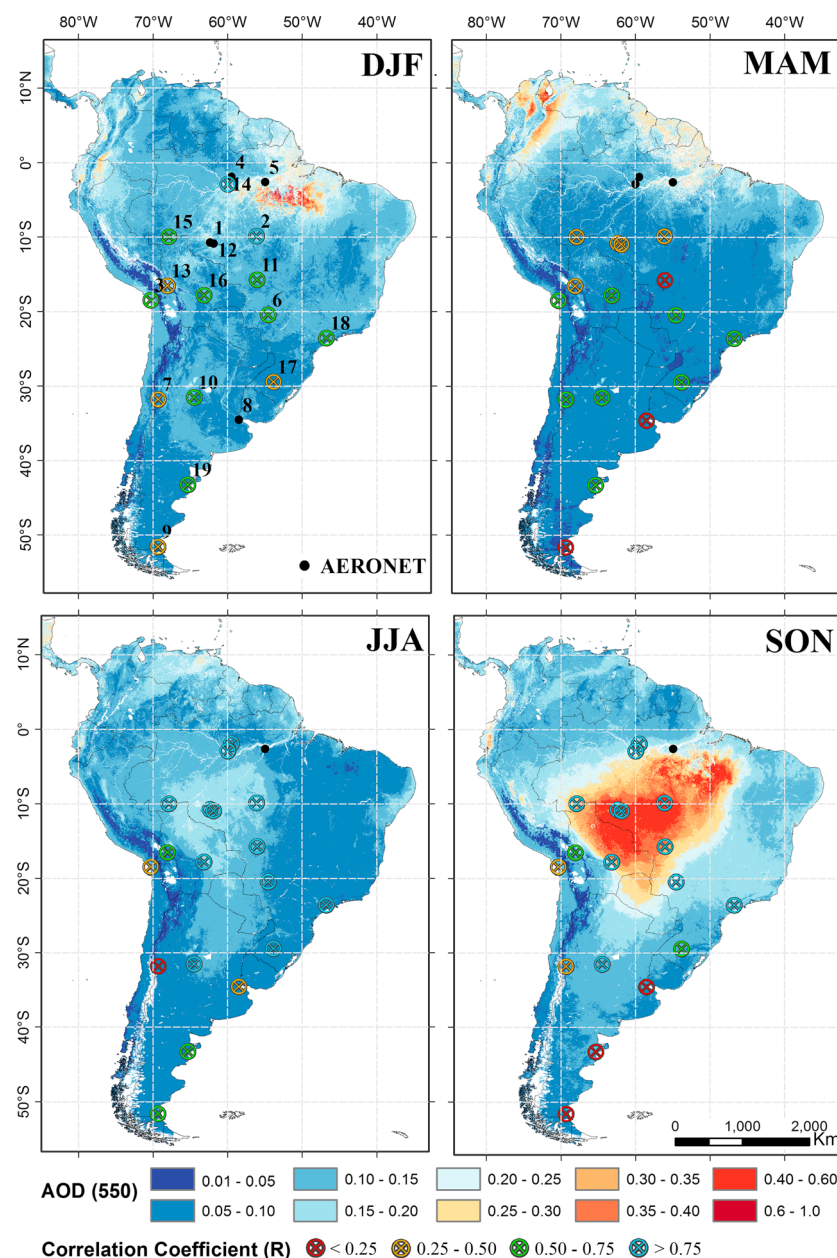 80°W 70°W 60°W 50°W 40°W 80°W 70°W 60°W 50°W 40°W
DJF
MAM
10°N
0°
10°S
20°S
30°S
40°S
50°S
4
5
14
15
1
2
12
13
11
3
16
6
18
17
7
10
8
19
9
AERONET
JJA
SON
10°N
0°
10°S
20°S
30°S
40°S
50°S
0 1,000 2,000
Km
AOD (550)
0.01 - 0.05 0.10 - 0.15 0.20 - 0.25 0.30 - 0.35 0.40 - 0.60
0.05 - 0.10 0.15 - 0.20 0.25 - 0.30 0.35 - 0.40 0.6 - 1.0
Correlation Coefficient (R) < 0.25 0.25 - 0.50 0.50 - 0.75 > 0.75